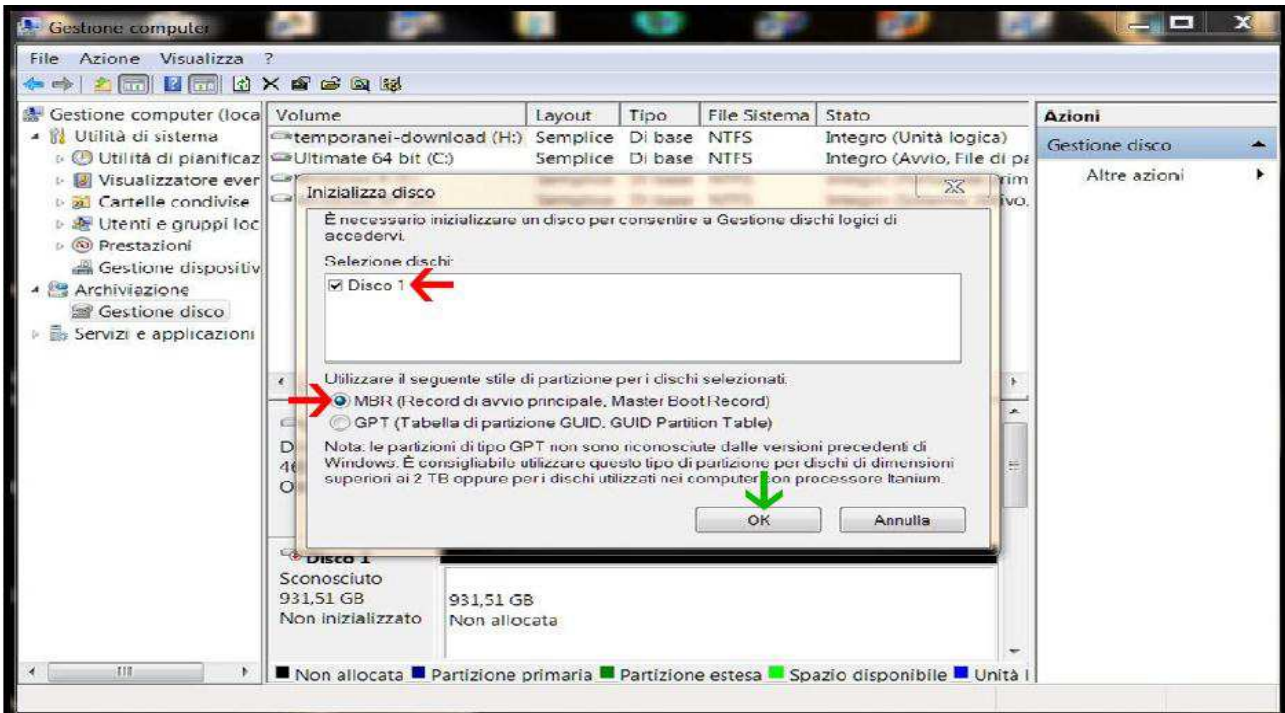 Gestione computer
File Azione Visualizza ?
Gestione computer (loca
Utilità di sistema
Utilità di pianificaz
Visualizzatore ever
Cartelle condivise
Utenti e gruppi loc
Prestazioni
Gestione dispositiv
Archiviazione
Gestione disco
Servizi e applicazioni
Volume Layout Tipo File Sistema Stato
temporanei-download (H:) Semplice Di base NTFS Integro (Unità logica)
Ultimate 64 bit (C:) Semplice Di base NTFS Integro (Avvio, File di pa
rim
ivo,
Inizializza disco
È necessario inizializzare un disco per consentire a Gestione dischi logici di
accedervi.
Selezione dischi:
Disco 1
Utilizzare il seguente stile di partizione per i dischi selezionati:
MBR (Record di avvio principale, Master Boot Record)
GPT (Tabella di partizione GUID, GUID Partition Table)
Nota: le partizioni di tipo GPT non sono riconosciute dalle versioni precedenti di
Windows. È consigliabile utilizzare questo tipo di partizione per dischi di dimensioni
superiori ai 2 TB oppure per i dischi utilizzati nei computer con processore Itanium.
OK Annulla
D
46
O
Disco 1
Sconosciuto
931,51 GB
Non inizializzato
931,51 GB
Non allocata
Non allocata Partizione primaria Partizione estesa Spazio disponibile Unità l
Azioni
Gestione disco
Altre azioni